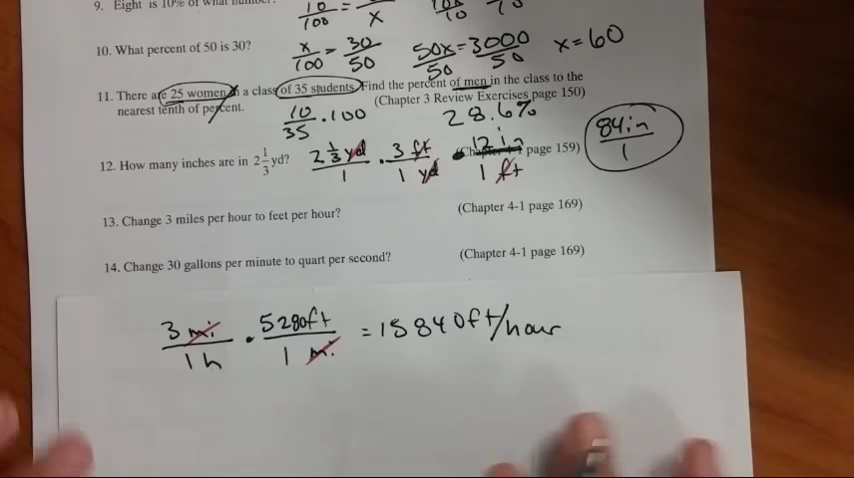 9. Eight is 10% of what number?
10/100 = /x
10. What percent of 50 is 30?
x/100 = 30/50 50x/50 = 3000/50 x = 60
11. There are 25 women in a class of 35 students. Find the percent of men in the class to the
nearest tenth of percent. (Chapter 3 Review Exercises page 150)
10/35 . 100 28.6%
12. How many inches are in 2 1/3 yd? 2 1/3 yd/1 . 3 ft/1 yd . 12 in/1 ft page 159) 84 in/1
13. Change 3 miles per hour to feet per hour? (Chapter 4-1 page 169)
14. Change 30 gallons per minute to quart per second? (Chapter 4-1 page 169)
3 mi/1 h . 5280ft/1 mi = 15840ft/hour